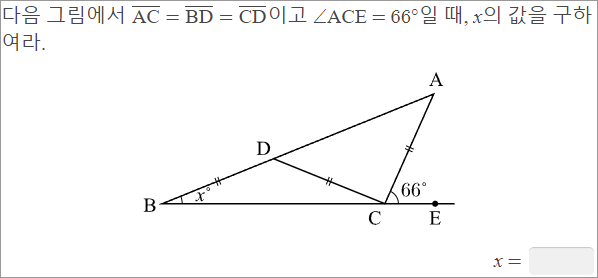 다음 그림에서 AC = BD = CD이고 ∠ACE = 66°일 때, x의 값을 구하
여라.
A
D
x°
66°
B
C
E
x =